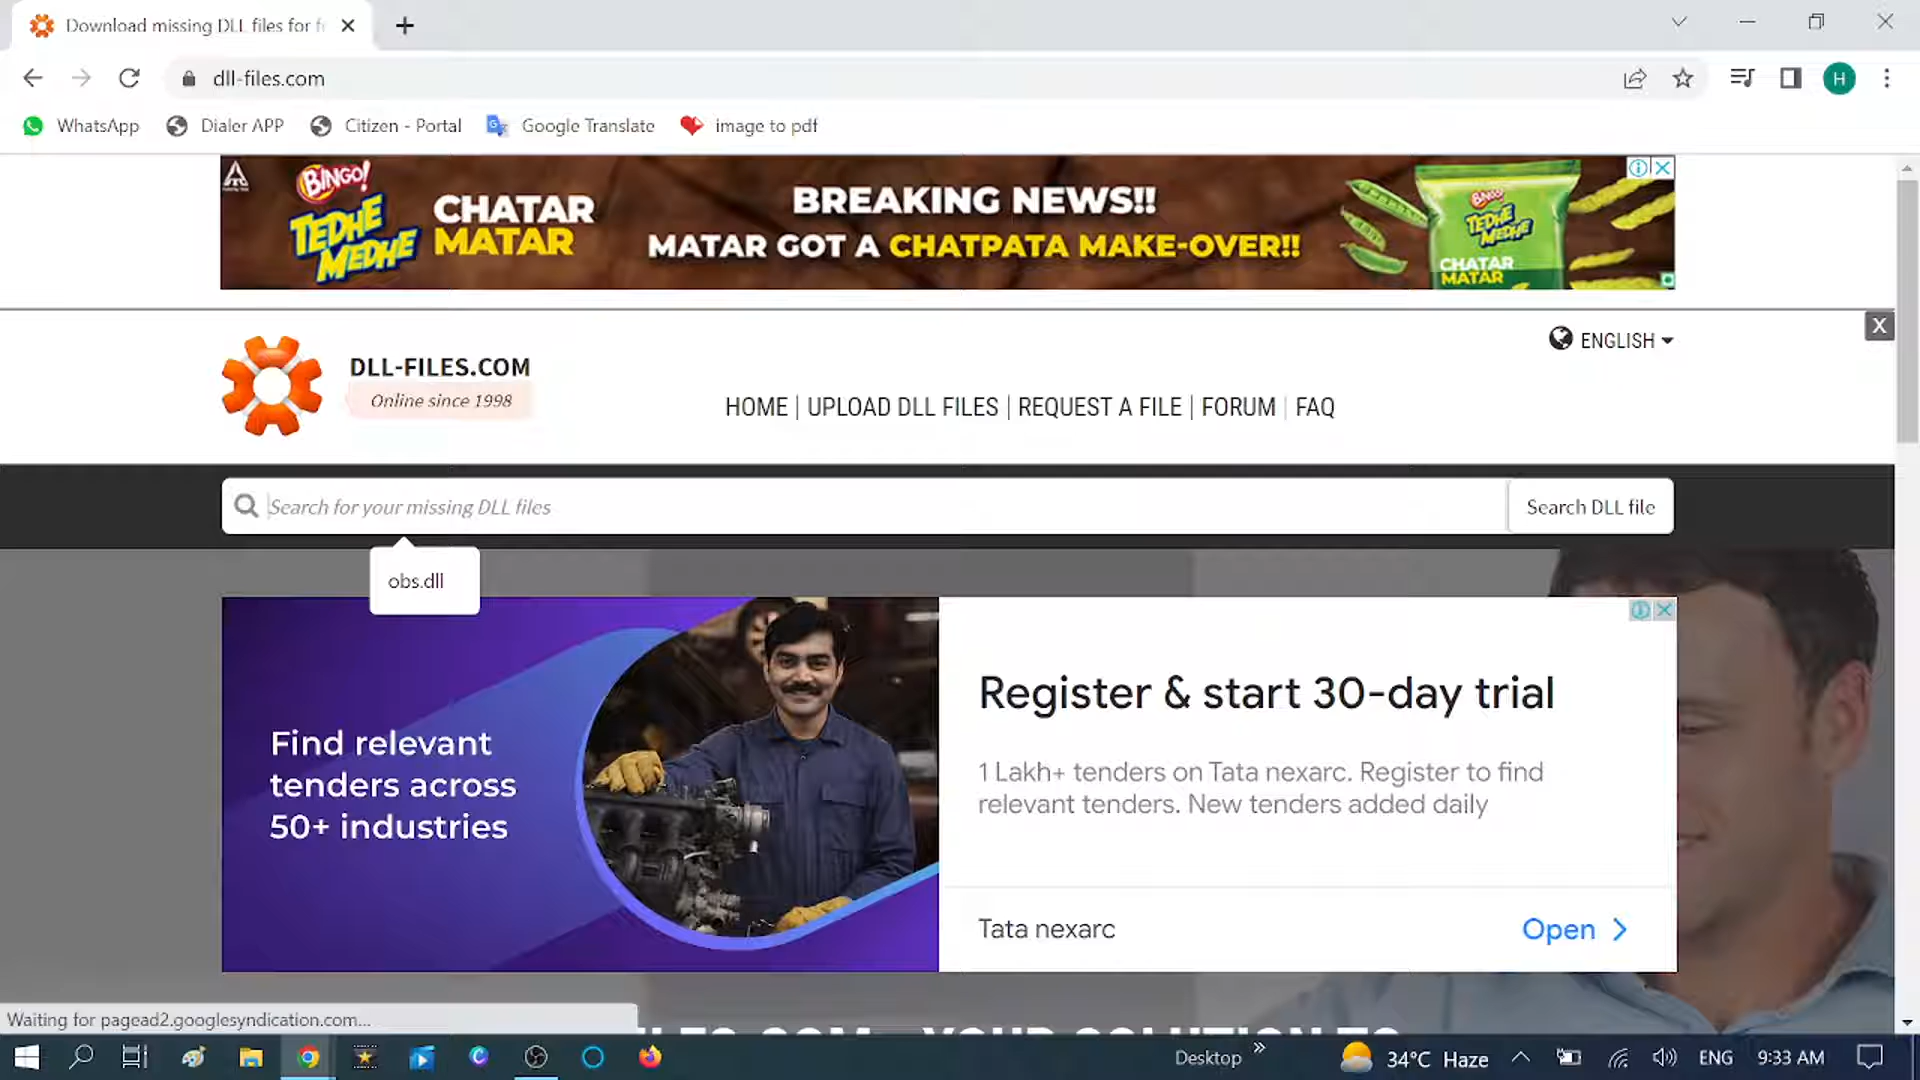 Download missing DLL files for f
dll-files.com
H
WhatsApp
Dialer APP
Citizen - Portal
Google Translate
image to pdf
BINGO!
TEDHE
MEDHE
CHATAR
MATAR
BREAKING NEWS!!
MATAR GOT A CHATPATA MAKE-OVER!!
BINGO!
TEDHE
MEDHE
CHATAR
MATAR
X
ENGLISH
DLL-FILES.COM
Online since 1998
HOME | UPLOAD DLL FILES | REQUEST A FILE | FORUM | FAQ
Search for your missing DLL files
Search DLL file
obs.dll
Find relevant
tenders across
50+ industries
Register & start 30-day trial
1 Lakh+ tenders on Tata nexarc. Register to find
relevant tenders. New tenders added daily
Tata nexarc
Open
Waiting for pagead2.googlesyndication.com...
Desktop
34°C Haze
ENG
9:33 AM